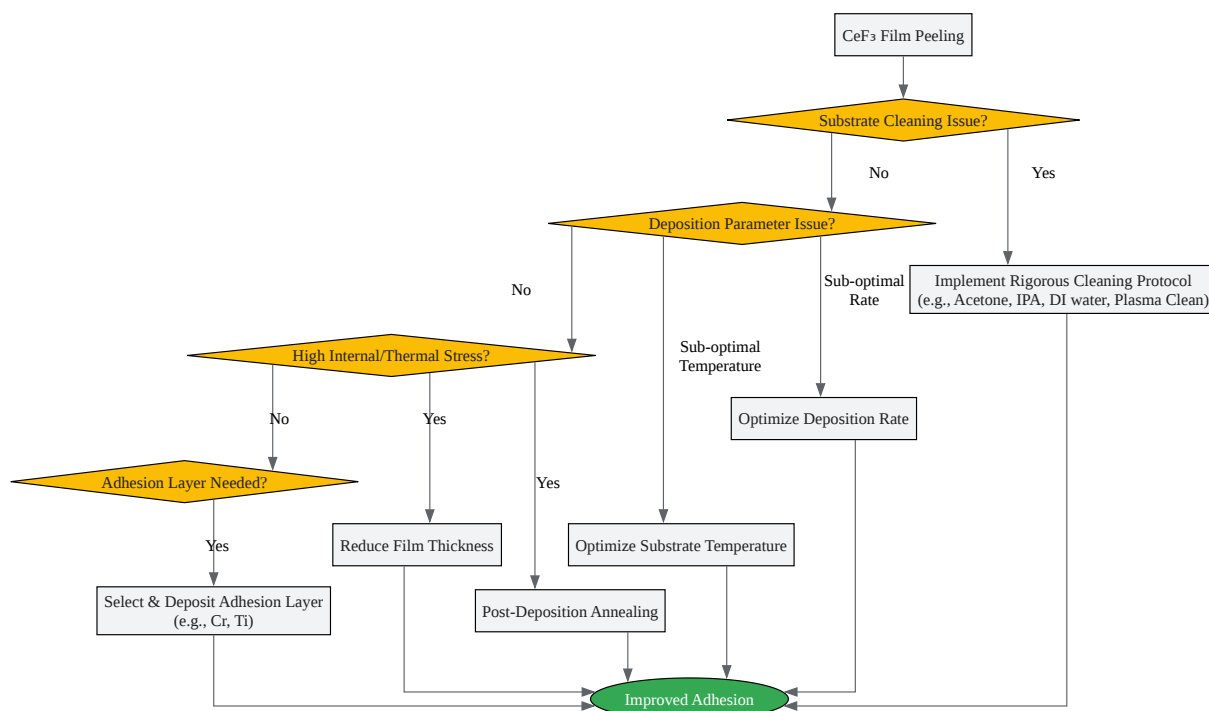 CeF₃ Film Peeling
Substrate Cleaning Issue?
No
Yes
Deposition Parameter Issue?
Implement Rigorous Cleaning Protocol
(e.g., Acetone, IPA, DI water, Plasma Clean)
Sub-optimal
Rate
No
High Internal/Thermal Stress?
Sub-optimal
Temperature
Optimize Deposition Rate
No
Yes
Adhesion Layer Needed?
Yes
Reduce Film Thickness
Optimize Substrate Temperature
Yes
Select & Deposit Adhesion Layer
(e.g., Cr, Ti)
Post-Deposition Annealing
Improved Adhesion